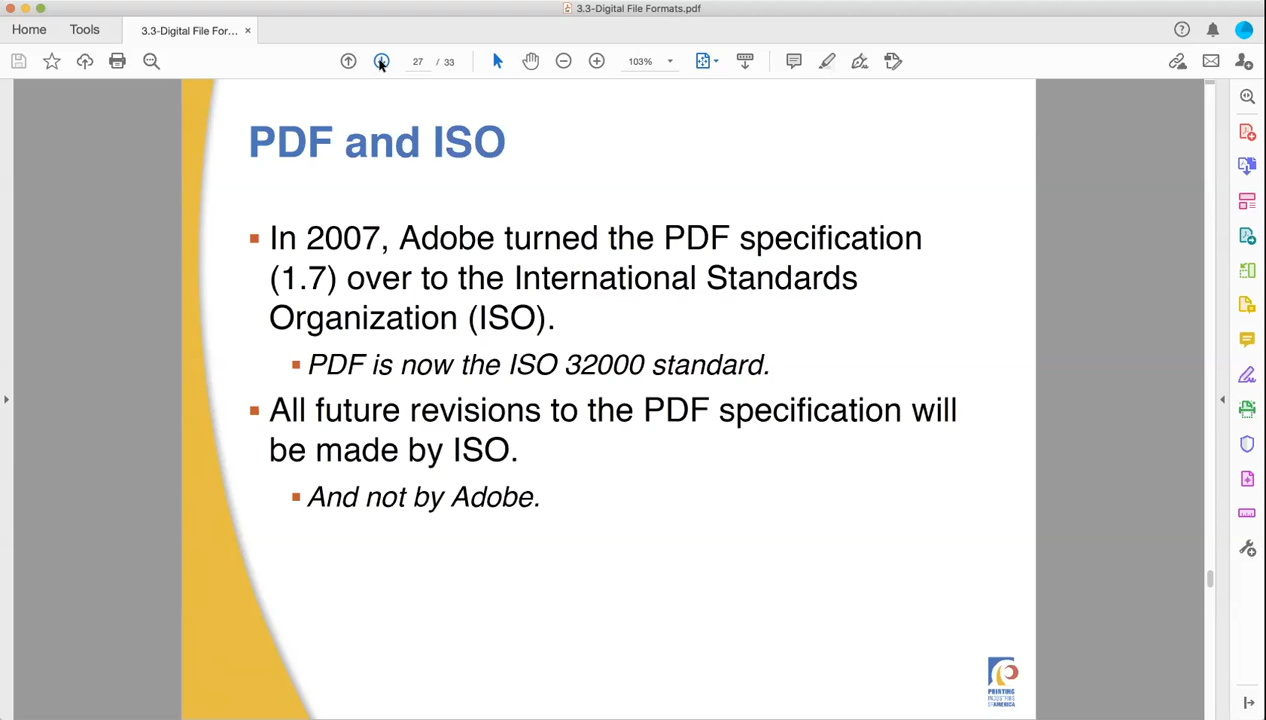 3.3-Digital File Formats.pdf
Home
Tools
3.3-Digital File For...
27 / 33
103%
PDF and ISO
In 2007, Adobe turned the PDF specification
(1.7) over to the International Standards
Organization (ISO).
PDF is now the ISO 32000 standard.
All future revisions to the PDF specification will
be made by ISO.
And not by Adobe.
PRINTING
INDUSTRIES
OF AMERICA